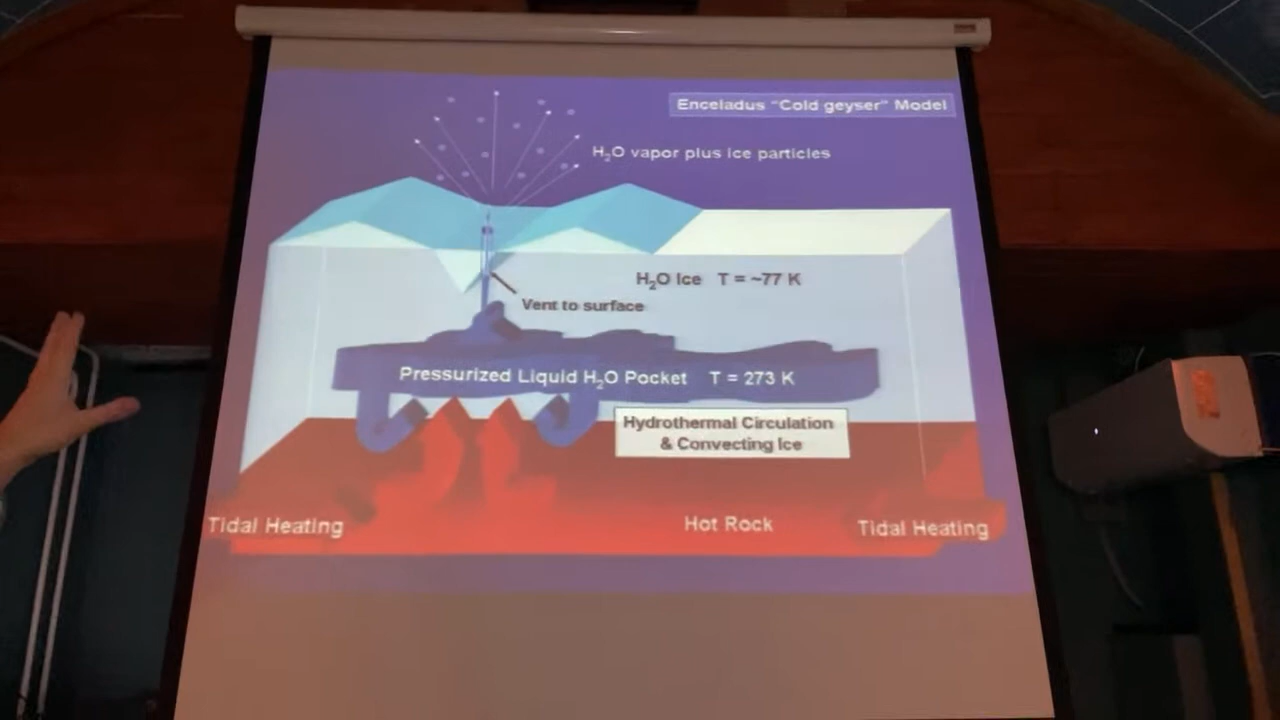 Enceladus "Cold geyser" Model
H₂O vapor plus ice particles
H₂O Ice T = ~77 K
Vent to surface
Pressurized Liquid H₂O Pocket T = 273 K
Hydrothermal Circulation
& Convecting Ice
Tidal Heating
Hot Rock
Tidal Heating